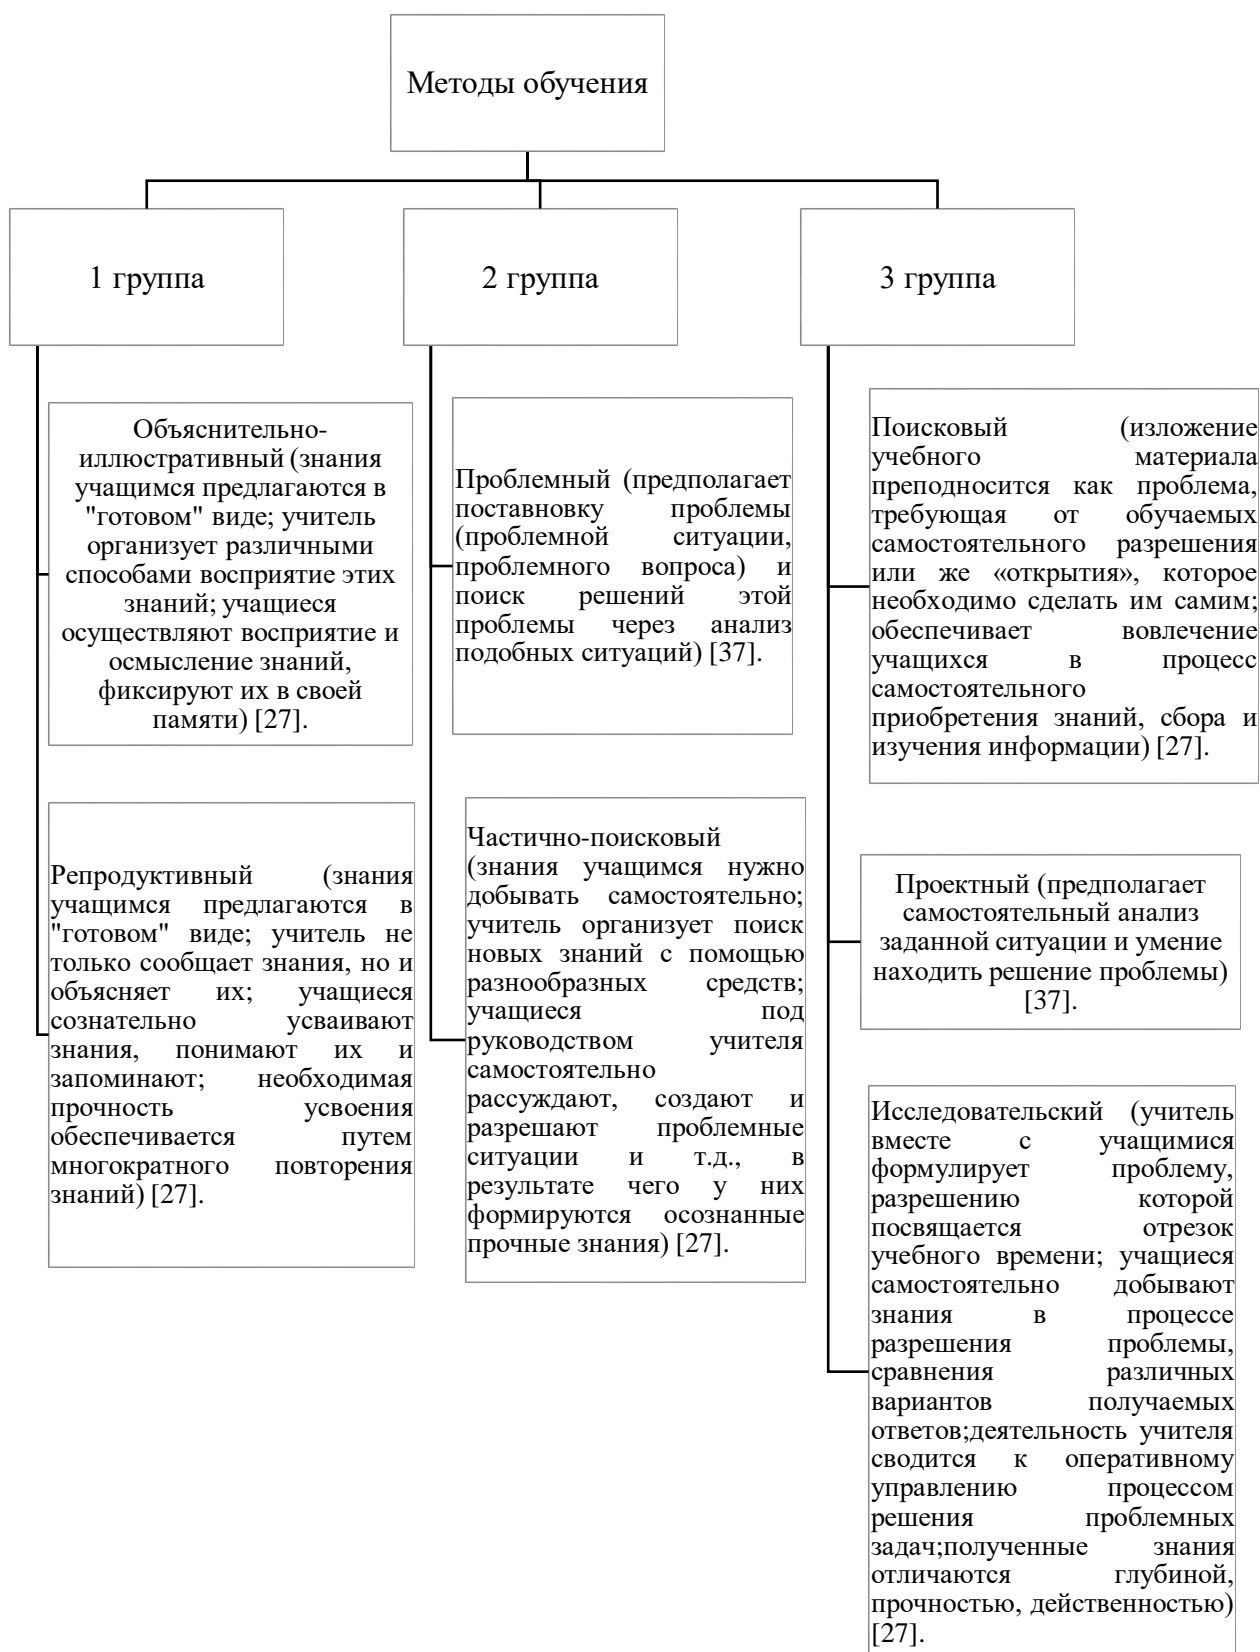 Методы обучения
1 группа
2 группа
3 группа
Объяснительно-
иллюстративный (знания
учащимся предлагаются в
"готовом" виде; учитель
организует различными
способами восприятие этих
знаний; учащиеся
осуществляют восприятие и
осмысление знаний,
фиксируют их в своей
памяти) [27].
Репродуктивный (знания
учащимся предлагаются в
"готовом" виде; учитель не
только сообщает знания, но и
объясняет их; учащиеся
сознательно усваивают
знания, понимают их и
запоминают; необходимая
прочность усвоения
обеспечивается путем
многократного повторения
знаний) [27].
Проблемный (предполагает
поставновку проблемы
(проблемной ситуации,
проблемного вопроса) и
поиск решений этой
проблемы через анализ
подобных ситуаций) [37].
Частично-поисковый
(знания учащимся нужно
добывать самостоятельно;
учитель организует поиск
новых знаний с помощью
разнообразных средств;
учащиеся под
руководством учителя
самостоятельно
рассуждают, создают и
разрешают проблемные
ситуации и т.д., в
результате чего у них
формируются осознанные
прочные знания) [27].
Поисковый (изложение
учебного материала
преподносится как проблема,
требующая от обучаемых
самостоятельного разрешения
или же «открытия», которое
необходимо сделать им самим;
обеспечивает вовлечение
учащихся в процесс
самостоятельного
приобретения знаний, сбора и
изучения информации) [27].
Проектный (предполагает
самостоятельный анализ
заданной ситуации и умение
находить решение проблемы)
[37].
Исследовательский (учитель
вместе с учащимися
формулирует проблему,
разрешению которой
посвящается отрезок
учебного времени; учащиеся
самостоятельно добывают
знания в процессе
разрешения проблемы,
сравнения различных
вариантов получаемых
ответов;деятельность учителя
сводится к оперативному
управлению процессом
решения проблемных
задач;полученные знания
отличаются глубиной,
прочностью, действенностью)
[27].